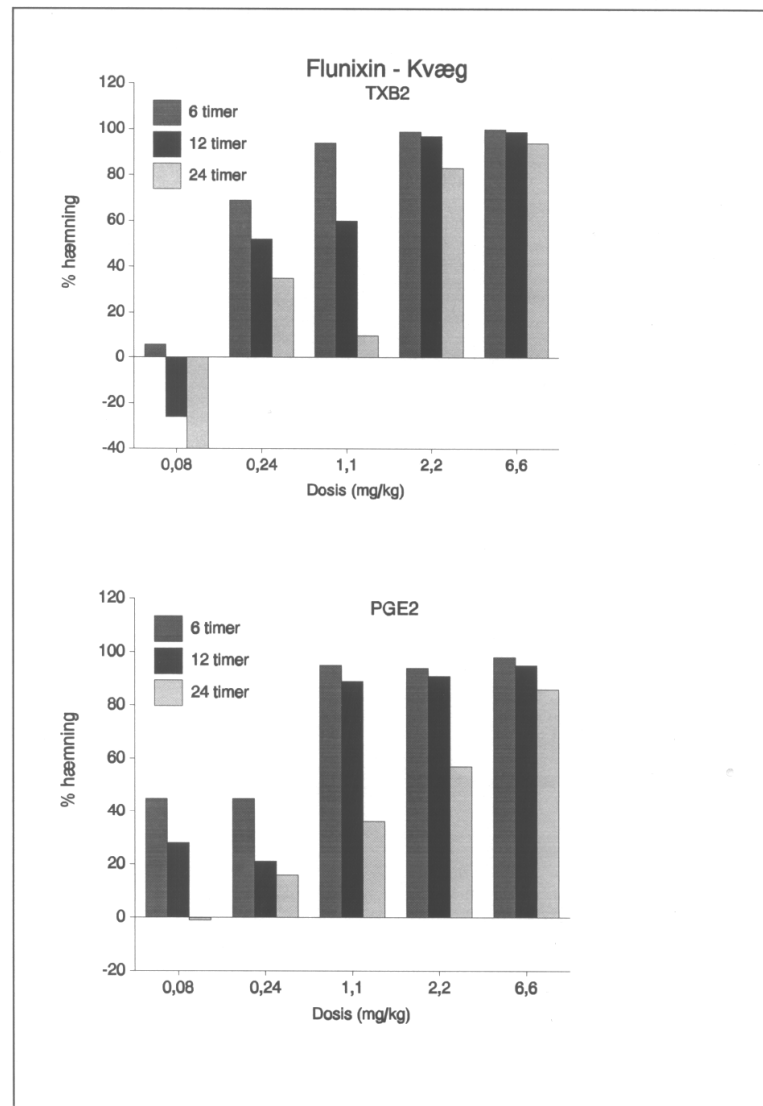 Flunixin - Kvæg
TXB2
120
100
80
60
40
20
0
-20
-40
% hæmning
6 timer
12 timer
24 timer
0,08 0,24 1,1 2,2 6,6
Dosis (mg/kg)
PGE2
120
100
80
60
40
20
0
-20
% hæmning
6 timer
12 timer
24 timer
0,08 0,24 1,1 2,2 6,6
Dosis (mg/kg)